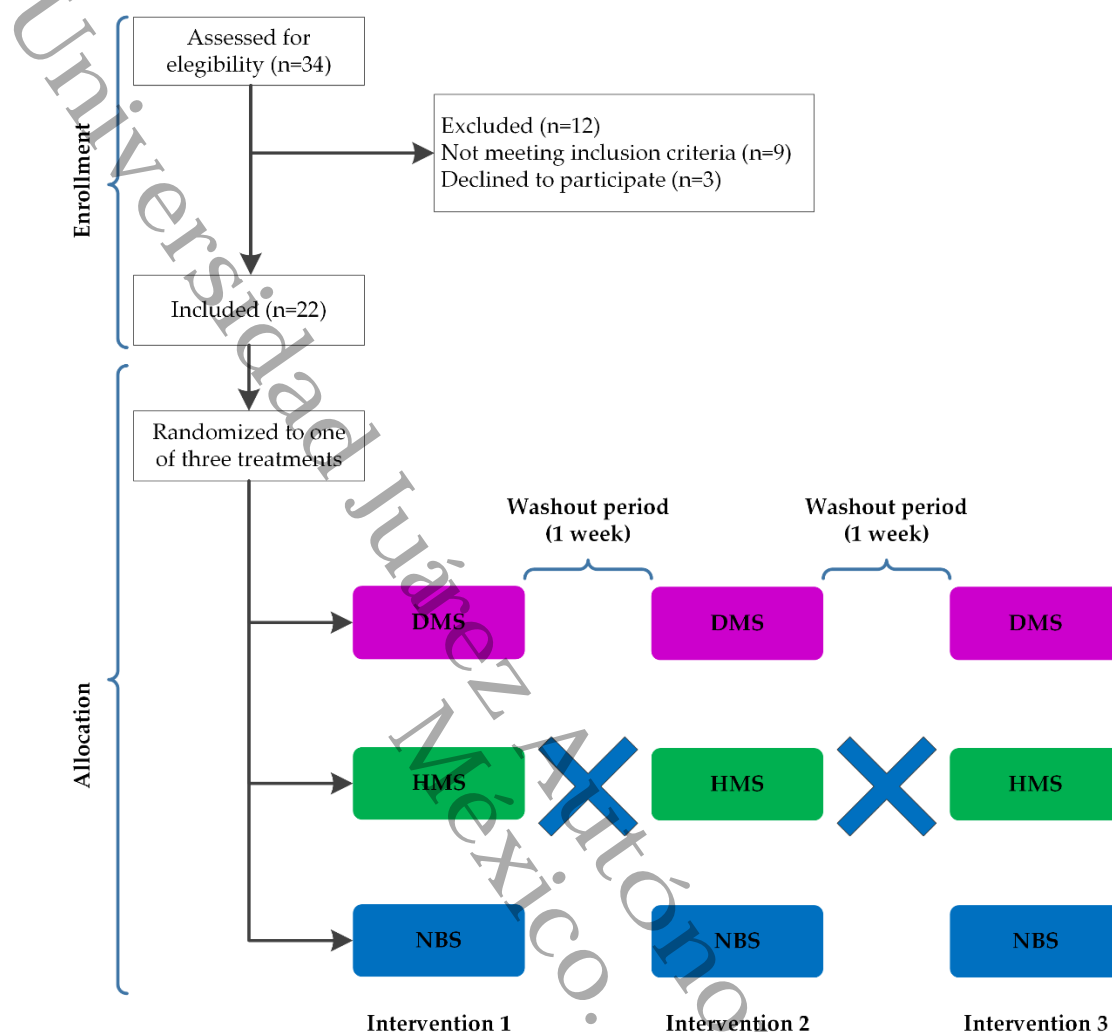 Assessed for
elegibility (n=34)
Excluded (n=12)
Not meeting inclusion criteria (n=9)
Declined to participate (n=3)
Enrollment
Included (n=22)
Randomized to one
of three treatments
Washout period
(1 week)
Washout period
(1 week)
Allocation
DMS
DMS
DMS
HMS
HMS
HMS
NBS
NBS
NBS
Intervention 1
Intervention 2
Intervention 3
Universidad Juárez Autóno
México.